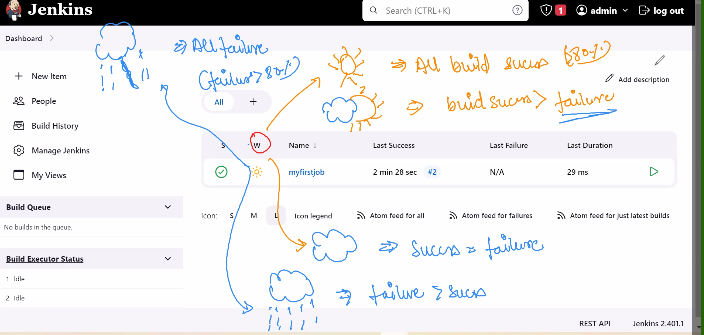 Jenkins
Search (CTRL+K)
1
admin
log out
Dashboard
⇒ All failure
(failure > 80%)
⇒ All build succss (80%)
⇒ build succss > failure
New Item
People
Build History
Manage Jenkins
My Views
Add description
All +
S W Name ↓ Last Success Last Failure Last Duration
myfirstjob 2 min 28 sec #2 N/A 29 ms
Icon: S M L Icon legend Atom feed for all Atom feed for failures Atom feed for just latest builds
Build Queue
No builds in the queue.
Build Executor Status
1 Idle
2 Idle
⇒ Succss = failure
⇒ failure > sucss
REST API Jenkins 2.401.1